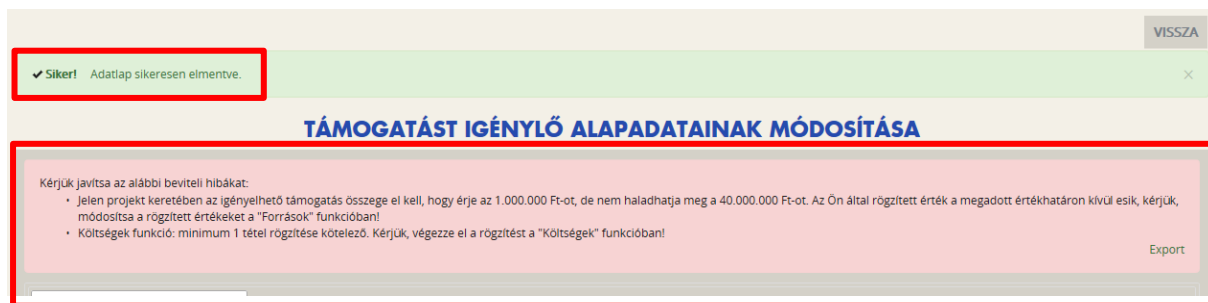 VISSZA
✔ Siker! Adatlap sikeresen elmentve.
×
TÁMOGATÁST IGÉNYLŐ ALAPADATAINAK MÓDOSÍTÁSA
Kérjük javítsa az alábbi beviteli hibákat:
• Jelen projekt keretében az igényelhető támogatás összege el kell, hogy érje az 1.000.000 Ft-ot, de nem haladhatja meg a 40.000.000 Ft-ot. Az Ön által rögzített érték a megadott értékhatáron kívül esik, kérjük,
módosítsa a rögzített értékeket a "Források" funkcióban!
• Költségek funkció: minimum 1 tétel rögzítése kötelező. Kérjük, végezze el a rögzítést a "Költségek" funkcióban!
Export